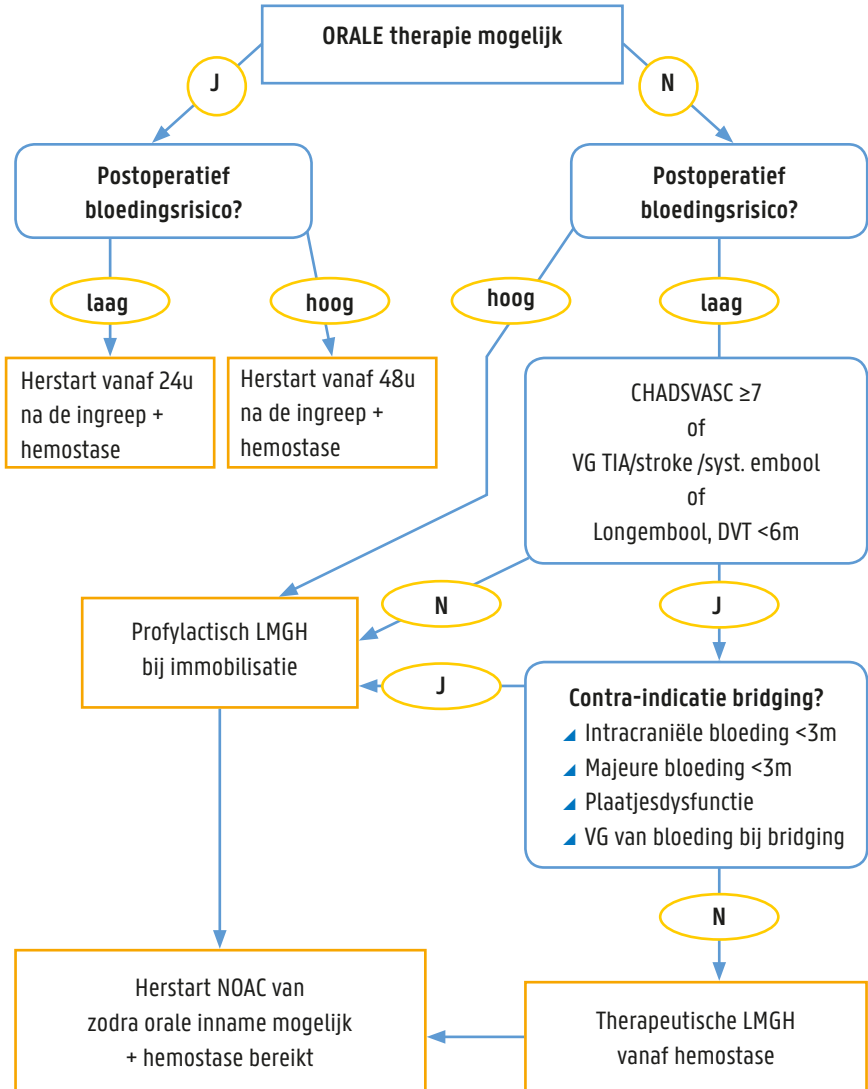 ORALE therapie mogelijk
J
N
Postoperatief
bloedingsrisico?
Postoperatief
bloedingsrisico?
laag
hoog
hoog
laag
Herstart vanaf 24u
na de ingreep +
hemostase
Herstart vanaf 48u
na de ingreep +
hemostase
CHADSVASC ≥7
of
VG TIA/stroke /syst. embool
of
Longembool, DVT <6m
N
J
Profylactisch LMGH
bij immobilisatie
J
Contra-indicatie bridging?
Intracraniële bloeding <3m
Majeure bloeding <3m
Plaatjesdysfunctie
VG van bloeding bij bridging
N
Herstart NOAC van
zodra orale inname mogelijk
+ hemostase bereikt
Therapeutische LMGH
vanaf hemostase